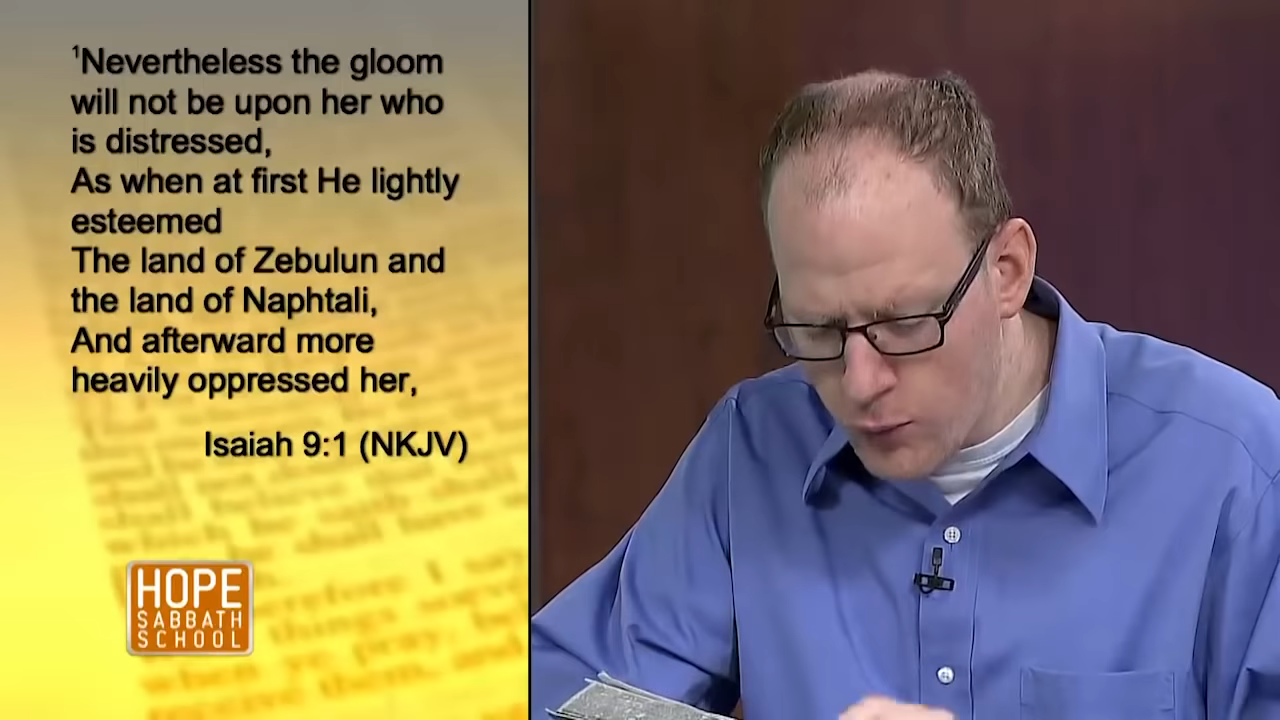 ¹Nevertheless the gloom
will not be upon her who
is distressed,
As when at first He lightly
esteemed
The land of Zebulun and
the land of Naphtali,
And afterward more
heavily oppressed her,
Isaiah 9:1 (NKJV)
HOPE
SABBATH
SCHOOL